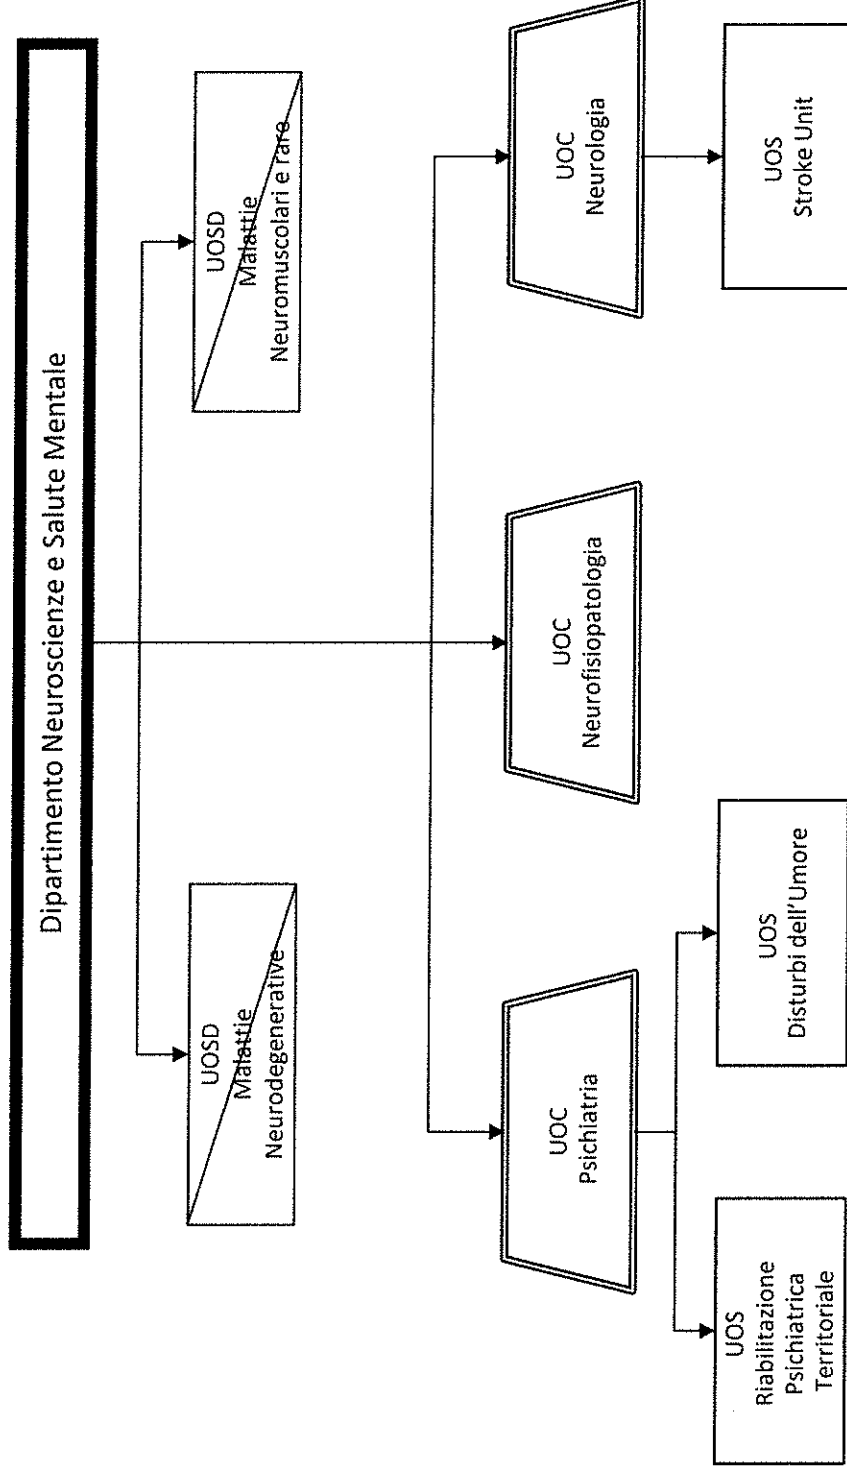 Dipartimento Neuroscienze e Salute Mentale
UOSD
Malattie
Neurodegenerative
UOSD
Malattie
Neuromuscolari e rare
UOC
Psichiatria
UOC
Neurofisiopatologia
UOC
Neurologia
UOS
Riabilitazione
Psichiatrica
Territoriale
UOS
Disturbi dell'Umore
UOS
Stroke Unit